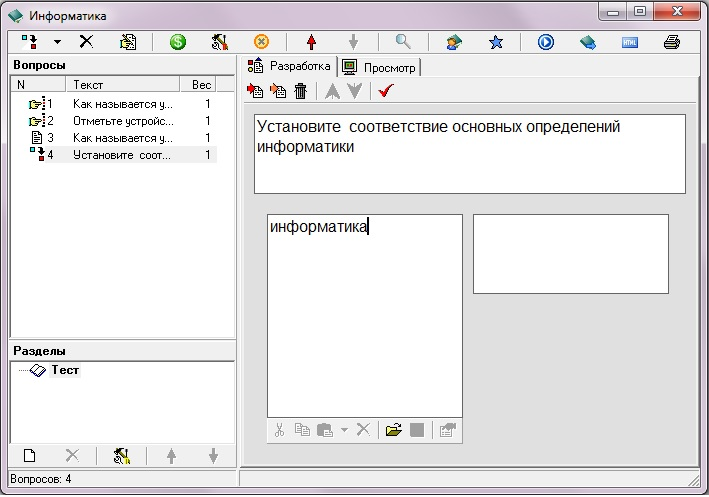 Информатика
Вопросы
N Текст Вес
1 Как называется у... 1
2 Отметьте устройс... 1
3 Как называется у... 1
4 Установите соот... 1
Разделы
Тест
Вопросов: 4
Разработка Просмотр
Установите соответствие основных определений
информатики
информатика
HTML